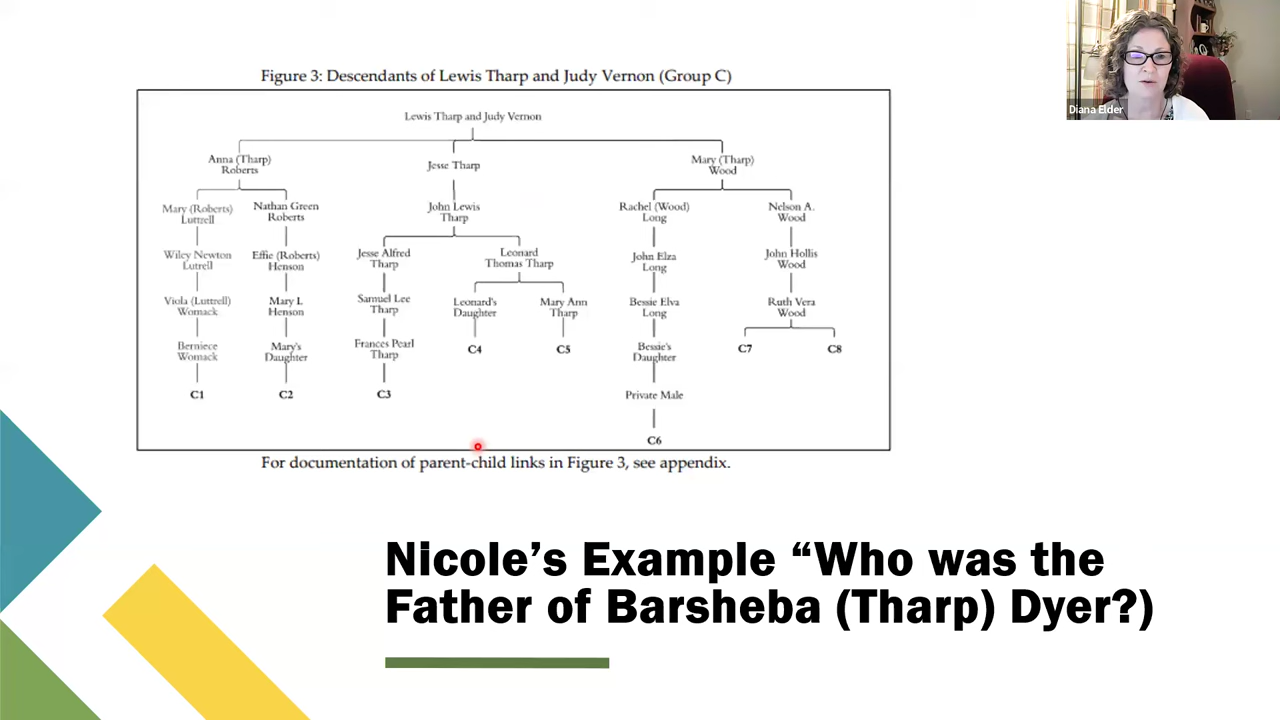 Figure 3: Descendants of Lewis Tharp and Judy Vernon (Group C)
Diana Elder
Lewis Tharp and Judy Vernon
Anna (Tharp)
Roberts
Jesse Tharp
Mary (Tharp)
Wood
Mary (Roberts)
Luttrell
Nathan Green
Roberts
John Lewis
Tharp
Rachel (Wood)
Long
Nelson A.
Wood
Wiley Newton
Lutrell
Effie (Roberts)
Henson
Jesse Alfred
Tharp
Leonard
Thomas Tharp
John Elza
Long
John Hollis
Wood
Viola (Luttrell)
Womack
Mary L
Henson
Samuel Lee
Tharp
Leonard's
Daughter
Mary Ann
Tharp
Bessie Elva
Long
Ruth Vera
Wood
Berniece
Womack
Mary's
Daughter
Frances Pearl
Tharp
C4
C5
Bessie's
Daughter
C7
C8
C1
C2
C3
Private Male
C6
For documentation of parent-child links in Figure 3, see appendix.
Nicole’s Example “Who was the
Father of Barsheba (Tharp) Dyer?)